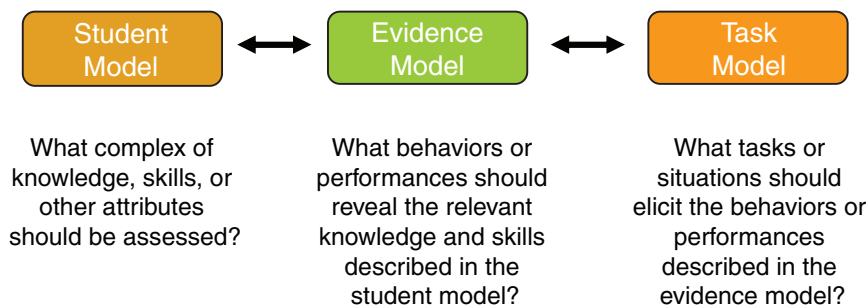 Student
Model
Evidence
Model
Task
Model
What complex of
knowledge, skills, or
other attributes
should be assessed?
What behaviors or
performances should
reveal the relevant
knowledge and skills
described in the
student model?
What tasks or
situations should
elicit the behaviors or
performances
described in the
evidence model?